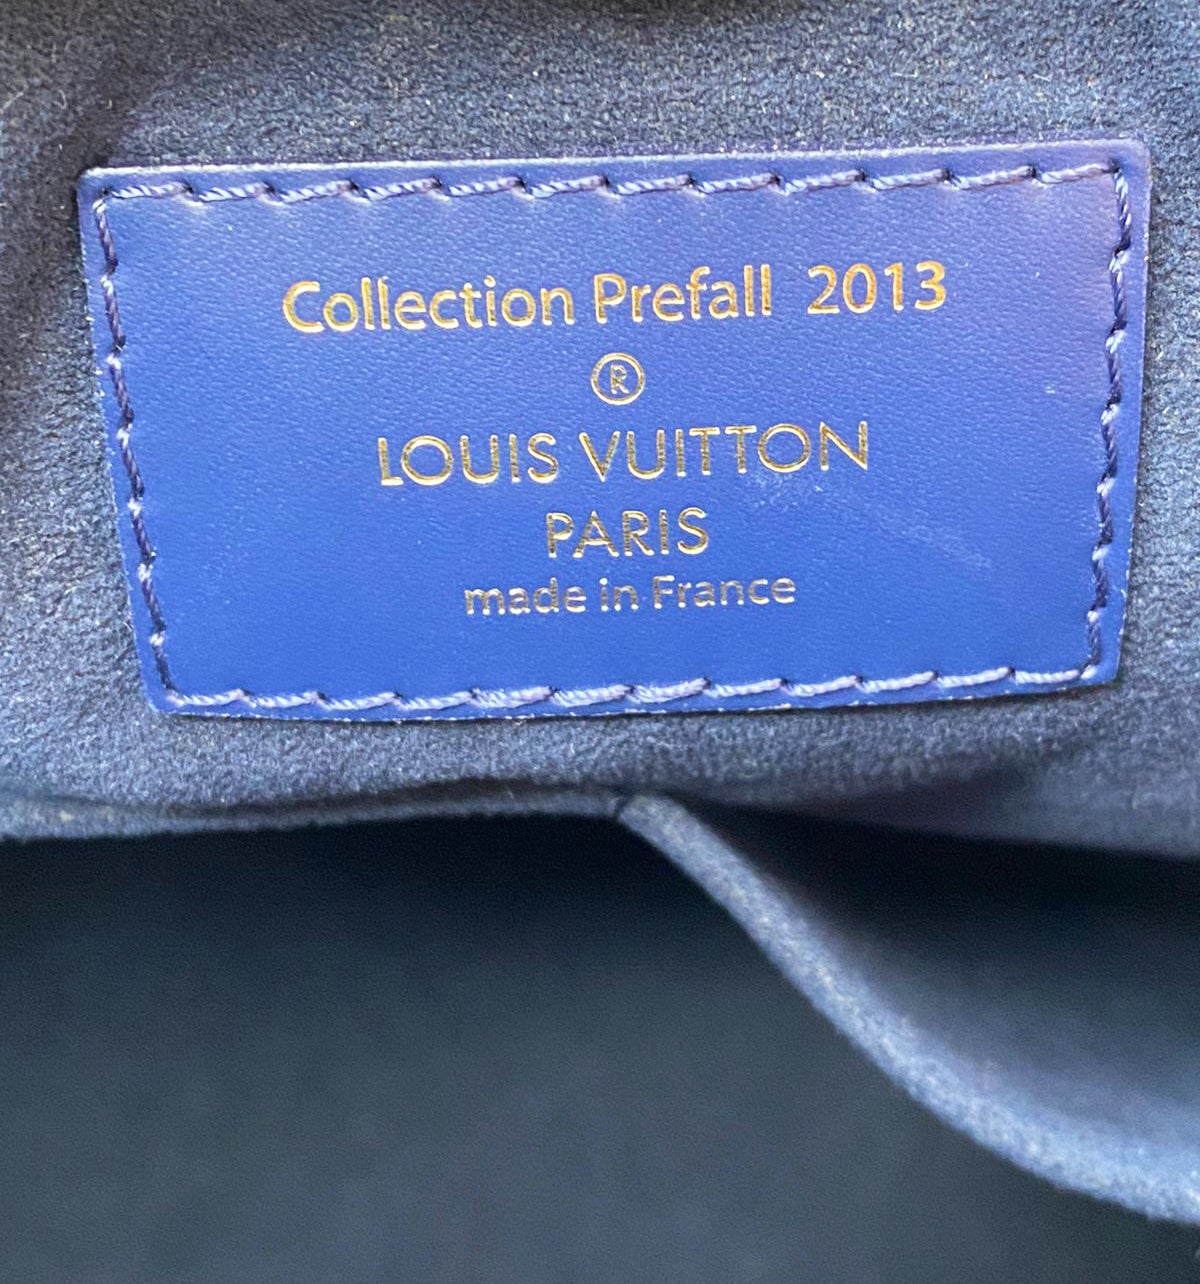 Collection Prefall 2013
®
LOUIS VUITTON
PARIS
made in France